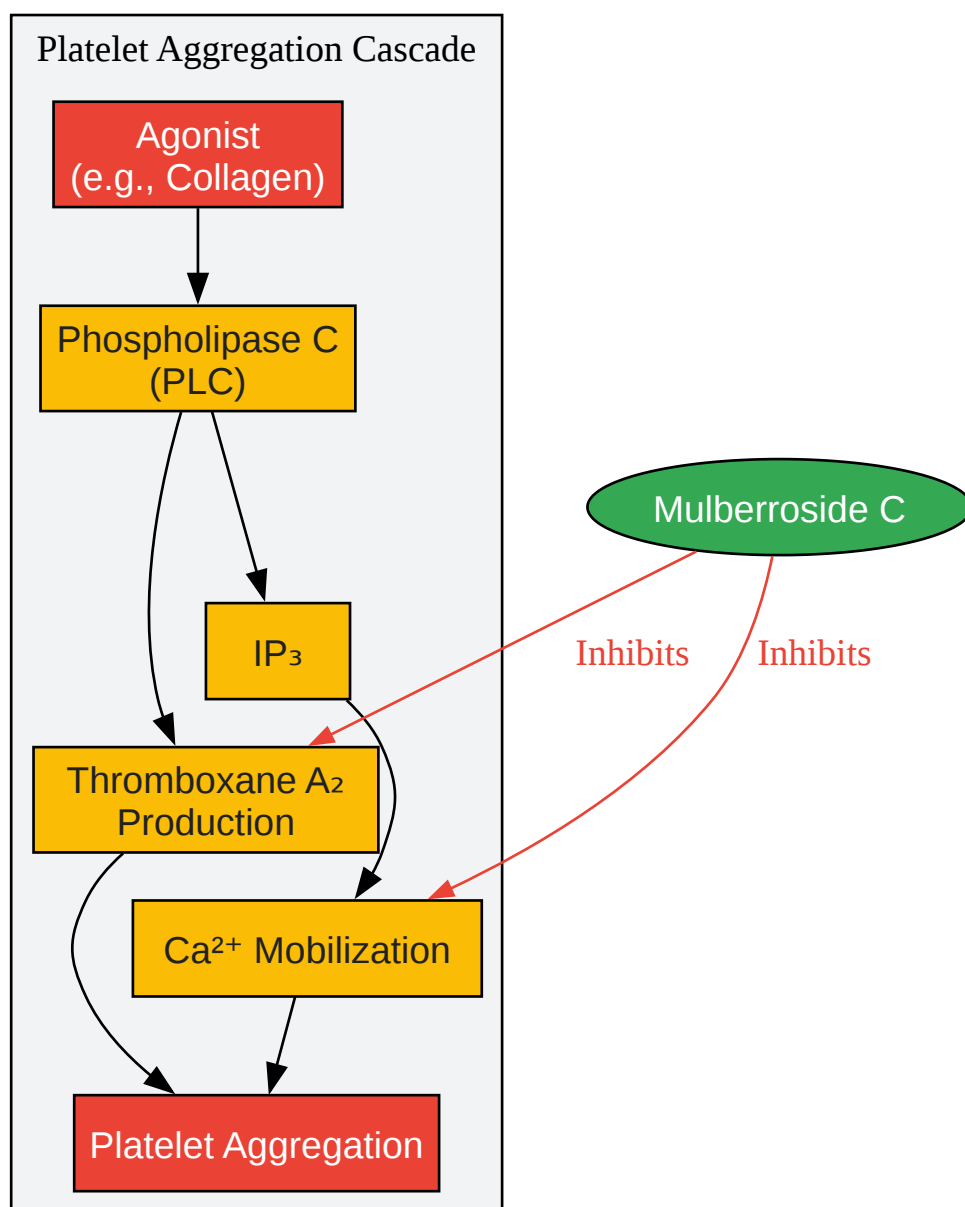 Platelet Aggregation Cascade
Agonist
(e.g., Collagen)
Phospholipase C
(PLC)
Mulberroside C
IP₃
Inhibits
Inhibits
Thromboxane A₂
Production
Ca²⁺ Mobilization
Platelet Aggregation